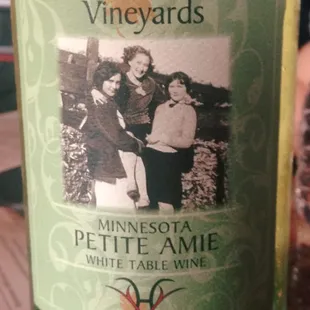 Vineyards
MINNESOTA
PETITE AMIE
WHITE TABLE WINE